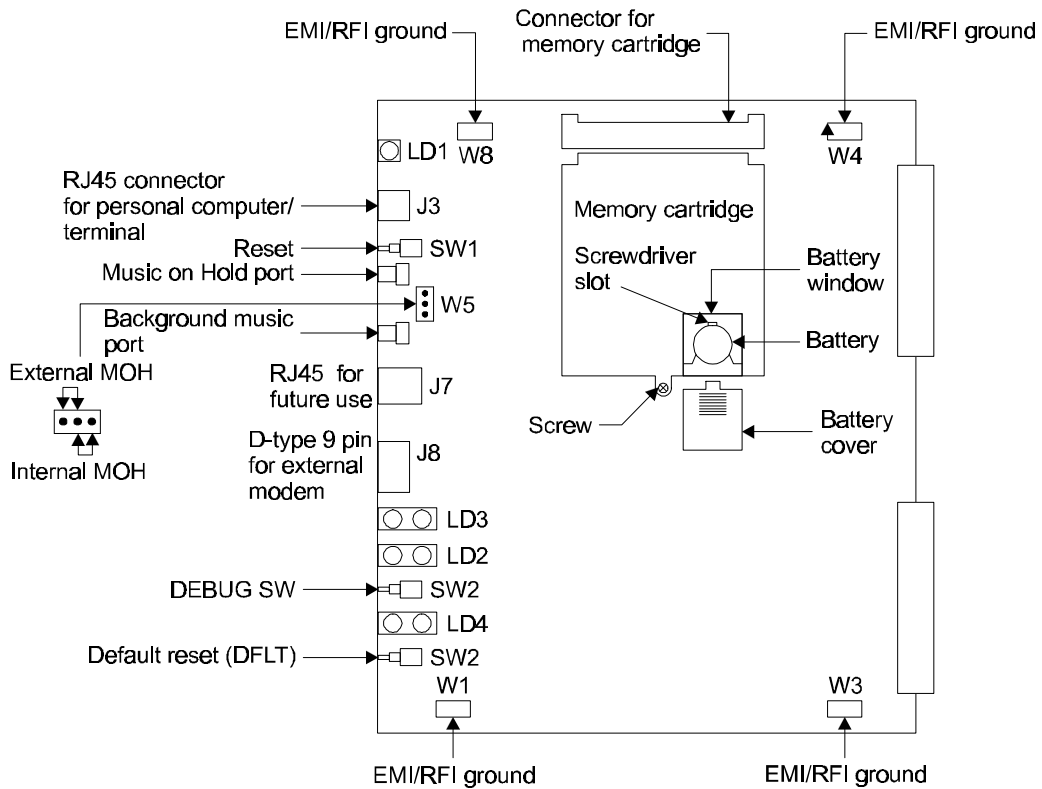 EMI/RFI ground
Connector for
memory cartridge
EMI/RFI ground
W8
W4
LD1
RJ45 connector
for personal computer/
terminal
J3
Memory cartridge
Reset
SW1
Music on Hold port
Screwdriver
slot
Battery
window
W5
Background music
port
Battery
External MOH
RJ45 for
future use
J7
Screw
Battery
cover
Internal MOH
D-type 9 pin
for external
modem
J8
LD3
LD2
DEBUG SW
SW2
LD4
Default reset (DFLT)
SW2
W1
W3
EMI/RFI ground
EMI/RFI ground